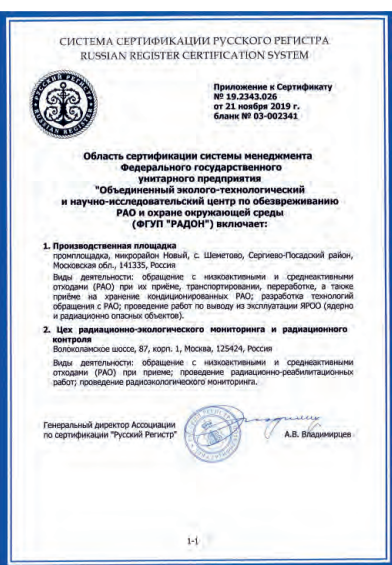 СИСТЕМА СЕРТИФИКАЦИИ РУССКОГО РЕГИСТРА
RUSSIAN REGISTER CERTIFICATION SYSTEM
РУССКИЙ РЕГИСТР
RUSSIAN REGISTER
Приложение к Сертификату
№ 19.2343.026
от 21 ноября 2019 г.
бланк № 03-002341
Область сертификации системы менеджмента
Федерального государственного
унитарного предприятия
"Объединенный эколого-технологический
и научно-исследовательский центр по обезвреживанию
РАО и охране окружающей среды
(ФГУП "РАДОН") включает:
1. Производственная площадка
промплощадка, микрорайон Новый, с. Шеметово, Сергиево-Посадский район,
Московская обл., 141335, Россия
Виды деятельности: обращение с низкоактивными и среднеактивными
отходами (РАО) при их приёме, транспортировании, переработке, а также
приёме на хранение кондиционированных РАО; разработка технологий
обращения с РАО; проведение работ по выводу из эксплуатации ЯРОО (ядерно
и радиационно опасных объектов).
2. Цех радиационно-экологического мониторинга и радиационного
контроля
Волоколамское шоссе, 87, корп. 1, Москва, 125424, Россия
Виды деятельности: обращение с низкоактивными и среднеактивными
отходами (РАО) при приеме; проведение радиационно-реабилитационных
работ; проведение радиоэкологического мониторинга.
Генеральный директор Ассоциации
по сертификации "Русский Регистр"
А.В. Владимирцев
1-1